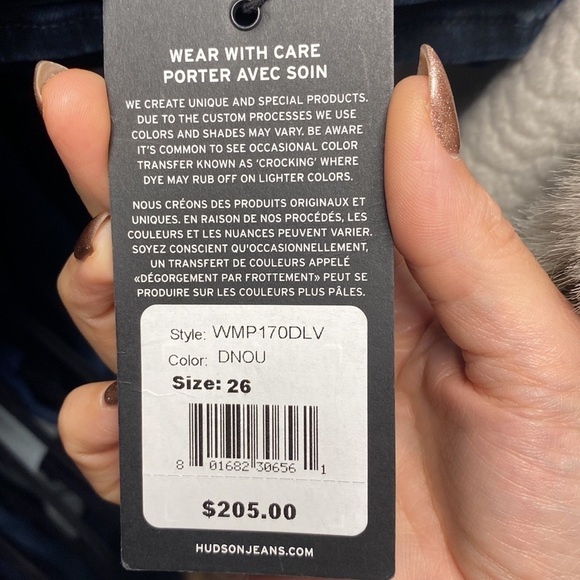 WEAR WITH CARE
PORTER AVEC SOIN
WE CREATE UNIQUE AND SPECIAL PRODUCTS.
DUE TO THE CUSTOM PROCESSES WE USE
COLORS AND SHADES MAY VARY. BE AWARE
IT'S COMMON TO SEE OCCASIONAL COLOR
TRANSFER KNOWN AS 'CROCKING' WHERE
DYE MAY RUB OFF ON LIGHTER COLORS.
NOUS CRÉONS DES PRODUITS ORIGINAUX ET
UNIQUES. EN RAISON DE NOS PROCÉDÉS, LES
COULEURS ET LES NUANCES PEUVENT VARIER.
SOYEZ CONSCIENT QU'OCCASIONNELLEMENT,
UN TRANSFERT DE COULEURS APPELÉ
«DÉGORGEMENT PAR FROTTEMENT» PEUT SE
PRODUIRE SUR LES COULEURS PLUS PÂLES.
Style: WMP170DLV
Color: DNOU
Size: 26
8 01682 30656 1
$205.00
HUDSONJEANS.COM